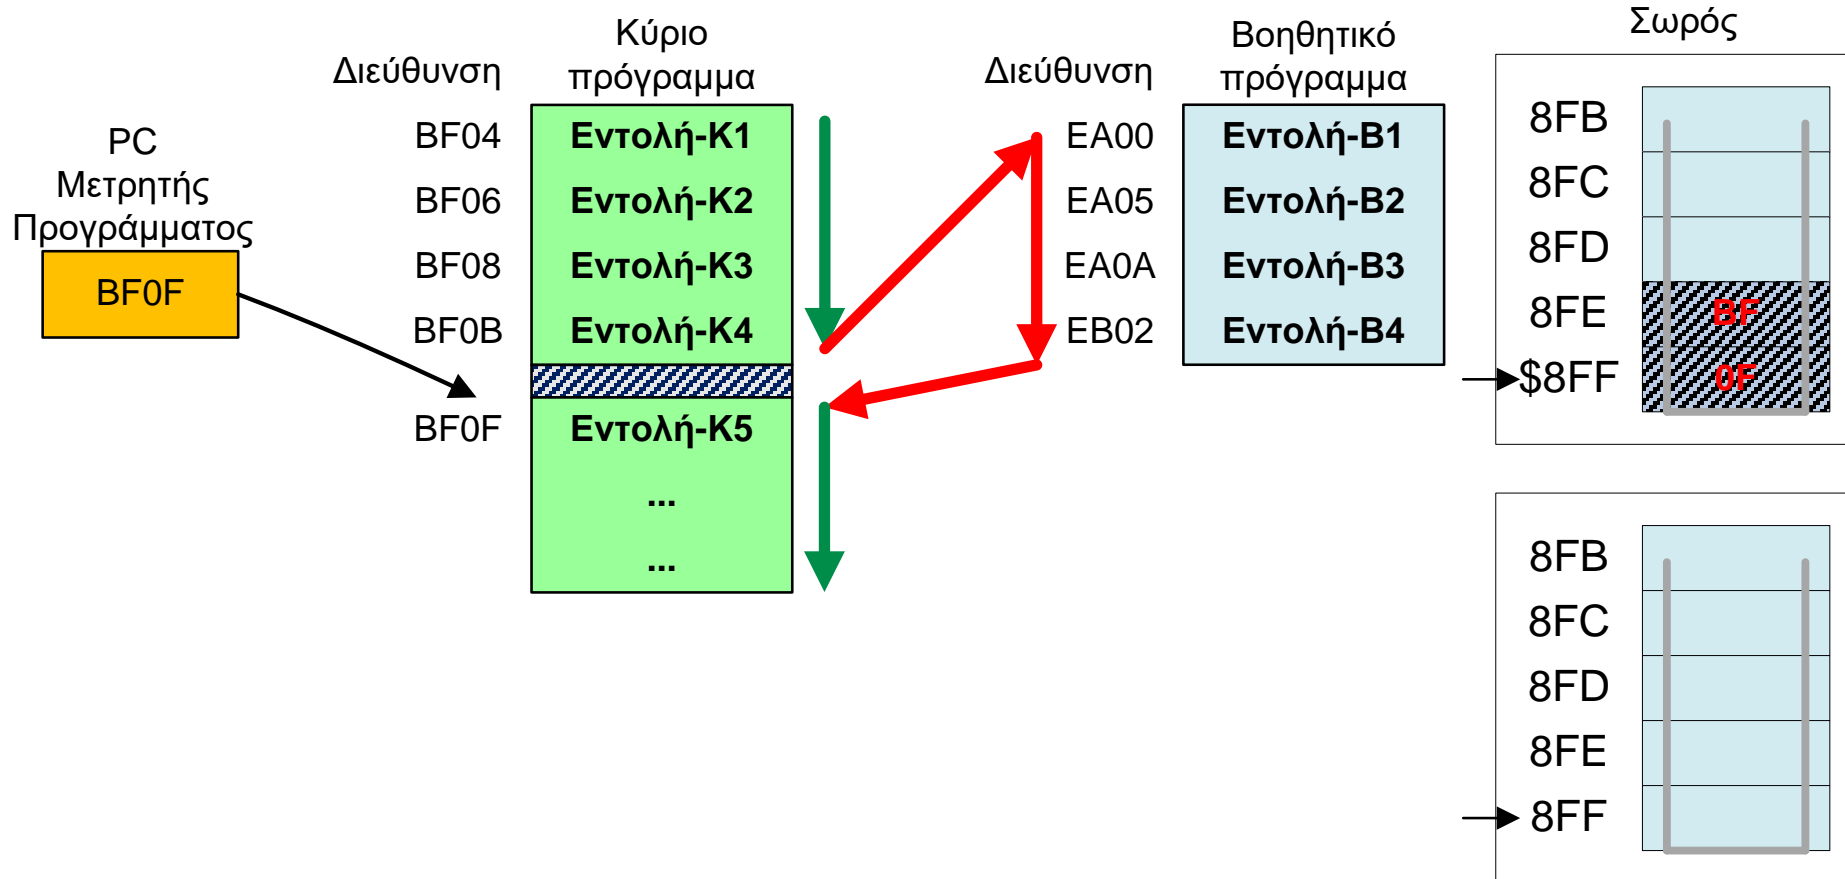 PC
Μετρητής
Προγράμματος
BF0F
Διεύθυνση
Κύριο
πρόγραμμα
BF04 Εντολή-Κ1
BF06 Εντολή-Κ2
BF08 Εντολή-Κ3
BF0B Εντολή-Κ4
BF0F Εντολή-Κ5
...
...
Διεύθυνση
Βοηθητικό
πρόγραμμα
EA00 Εντολή-Β1
EA05 Εντολή-Β2
EA0A Εντολή-Β3
EB02 Εντολή-Β4
Σωρός
8FB
8FC
8FD
8FE BF
$8FF 0F
8FB
8FC
8FD
8FE
8FF